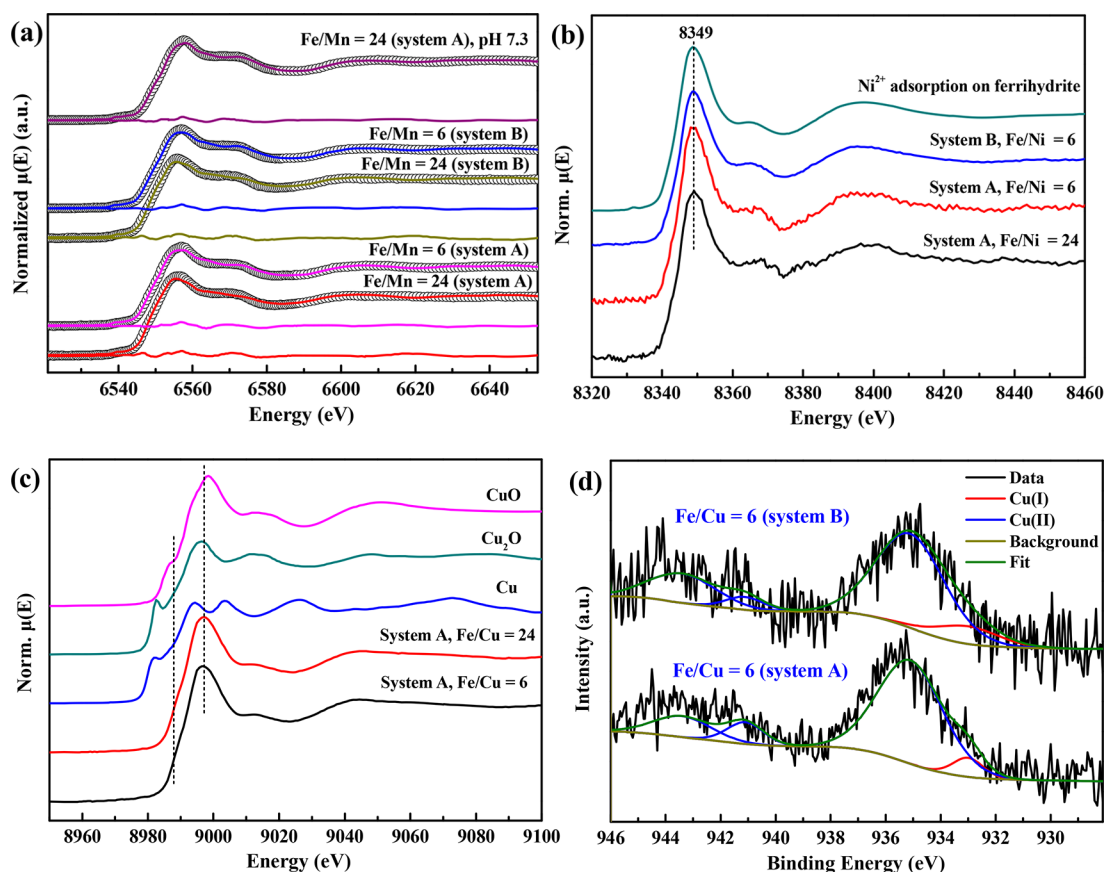 (a)
Fe/Mn = 24 (system A), pH 7.3
Fe/Mn = 6 (system B)
Fe/Mn = 24 (system B)
Fe/Mn = 6 (system A)
Fe/Mn = 24 (system A)
Normalized μ(E) (a.u.)
6540 6560 6580 6600 6620 6640
Energy (eV)
(b)
8349
Ni²⁺ adsorption on ferrihydrite
System B, Fe/Ni = 6
System A, Fe/Ni = 6
System A, Fe/Ni = 24
Norm. μ(E)
8320 8340 8360 8380 8400 8420 8440 8460
Energy (eV)
(c)
CuO
Cu₂O
Cu
System A, Fe/Cu = 24
System A, Fe/Cu = 6
Norm. μ(E)
8960 8980 9000 9020 9040 9060 9080 9100
Energy (eV)
(d)
Data
Cu(I)
Cu(II)
Background
Fit
Fe/Cu = 6 (system B)
Fe/Cu = 6 (system A)
Intensity (a.u.)
946 944 942 940 938 936 934 932 930
Binding Energy (eV)